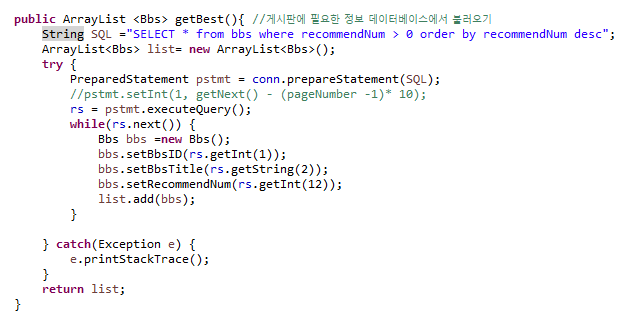 public ArrayList <Bbs> getBest(){ //게시판에 필요한 정보 데이터베이스에서 불러오기
String SQL ="SELECT * from bbs where recommendNum > 0 order by recommendNum desc";
ArrayList<Bbs> list= new ArrayList<Bbs>();
try {
PreparedStatement pstmt = conn.prepareStatement(SQL);
//pstmt.setInt(1, getNext() - (pageNumber -1)* 10);
rs = pstmt.executeQuery();
while(rs.next()) {
Bbs bbs =new Bbs();
bbs.setBbsID(rs.getInt(1));
bbs.setBbsTitle(rs.getString(2));
bbs.setRecommendNum(rs.getInt(12));
list.add(bbs);
}
} catch(Exception e) {
e.printStackTrace();
}
return list;
}